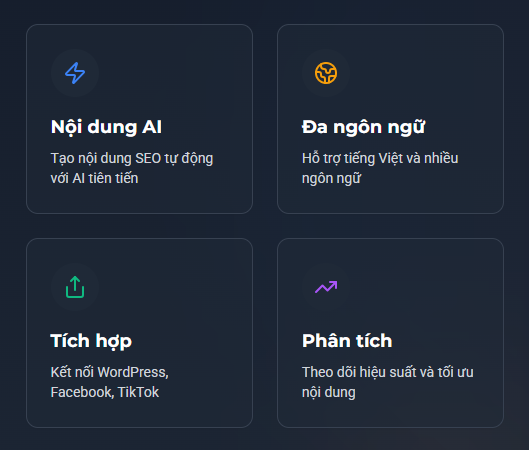 Nội dung AI
Tạo nội dung SEO tự động
với AI tiên tiến
Đa ngôn ngữ
Hỗ trợ tiếng Việt và nhiều
ngôn ngữ
Tích hợp
Kết nối WordPress,
Facebook, TikTok
Phân tích
Theo dõi hiệu suất và tối ưu
nội dung